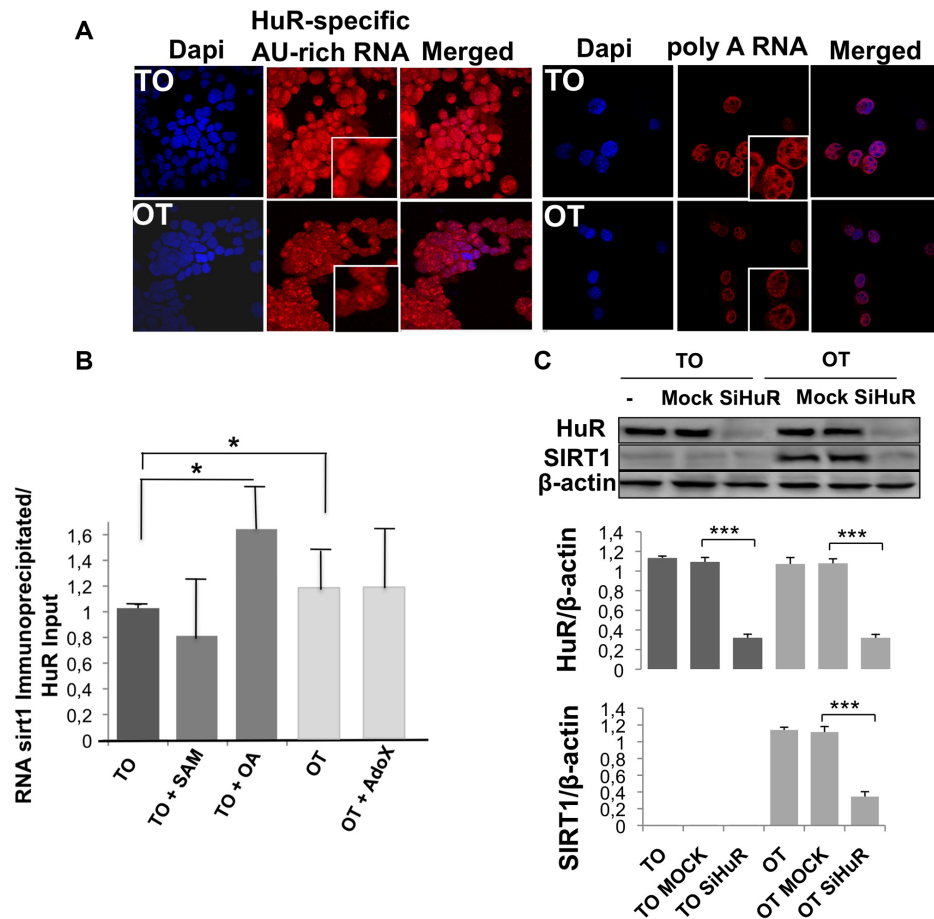 A
HuR-specific
Dapi AU-rich RNA Merged
Dapi poly A RNA Merged
TO
TO
OT
OT
B
RNA sirt1 Immunoprecipitated/
HuR Input
1,6
1,4
1,2
1
0,8
0,6
0,4
0,2
0
*
*
TO
TO + SAM
TO + OA
OT
OT + AdoX
C
TO OT
- Mock SiHuR - Mock SiHuR
HuR
SIRT1
β-actin
HuR/β-actin
1,4
1,2
1
0,8
0,6
0,4
0,2
0
***
***
SIRT1/β-actin
1,4
1,2
1
0,8
0,6
0,4
0,2
0
***
TO
TO MOCK
TO SiHuR
OT
OT MOCK
OT SiHuR